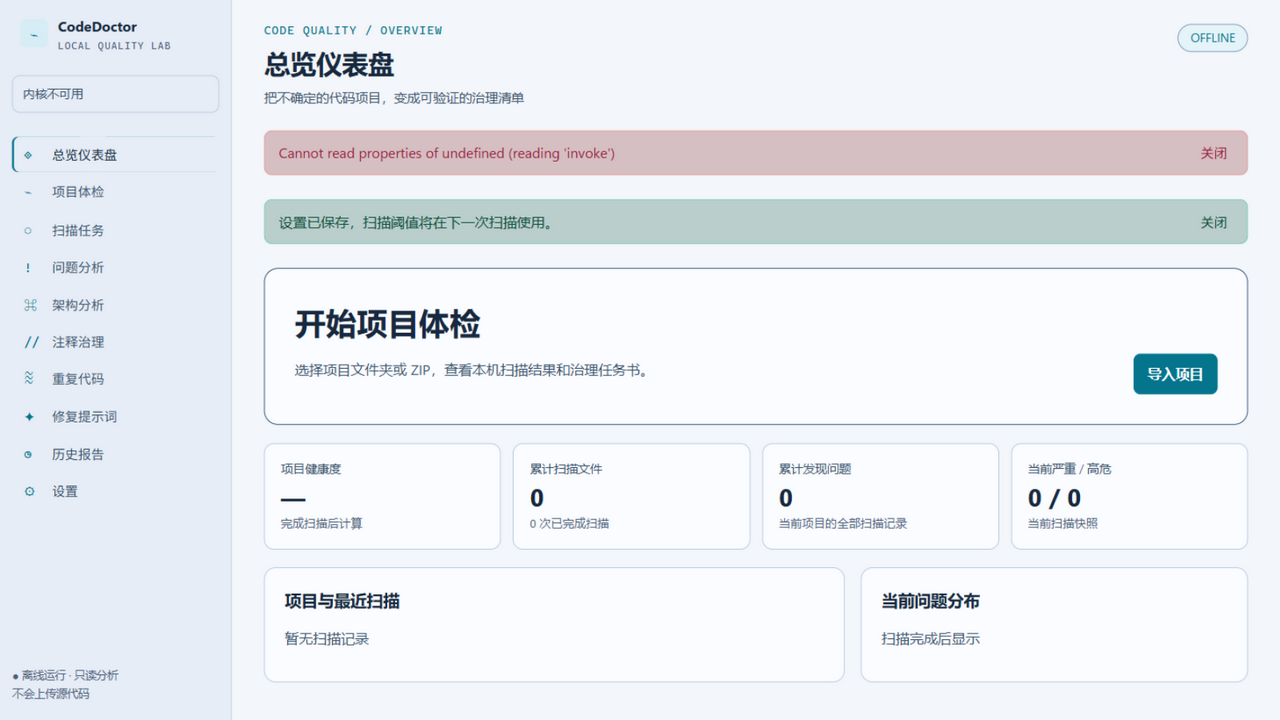 CodeDoctor
LOCAL QUALITY LAB
内核不可用
总览仪表盘
项目体检
扫描任务
! 问题分析
⌘ 架构分析
// 注释治理
重复代码
修复提示词
历史报告
设置
● 离线运行 · 只读分析
不会上传源代码
CODE QUALITY / OVERVIEW
总览仪表盘
把不确定的代码项目，变成可验证的治理清单
OFFLINE
Cannot read properties of undefined (reading 'invoke') 关闭
设置已保存，扫描阈值将在下一次扫描使用。 关闭
开始项目体检
选择项目文件夹或 ZIP，查看本机扫描结果和治理任务书。
导入项目
项目健康度
—
完成扫描后计算
累计扫描文件
0
0 次已完成扫描
累计发现问题
0
当前项目的全部扫描记录
当前严重 / 高危
0 / 0
当前扫描快照
项目与最近扫描
暂无扫描记录
当前问题分布
扫描完成后显示